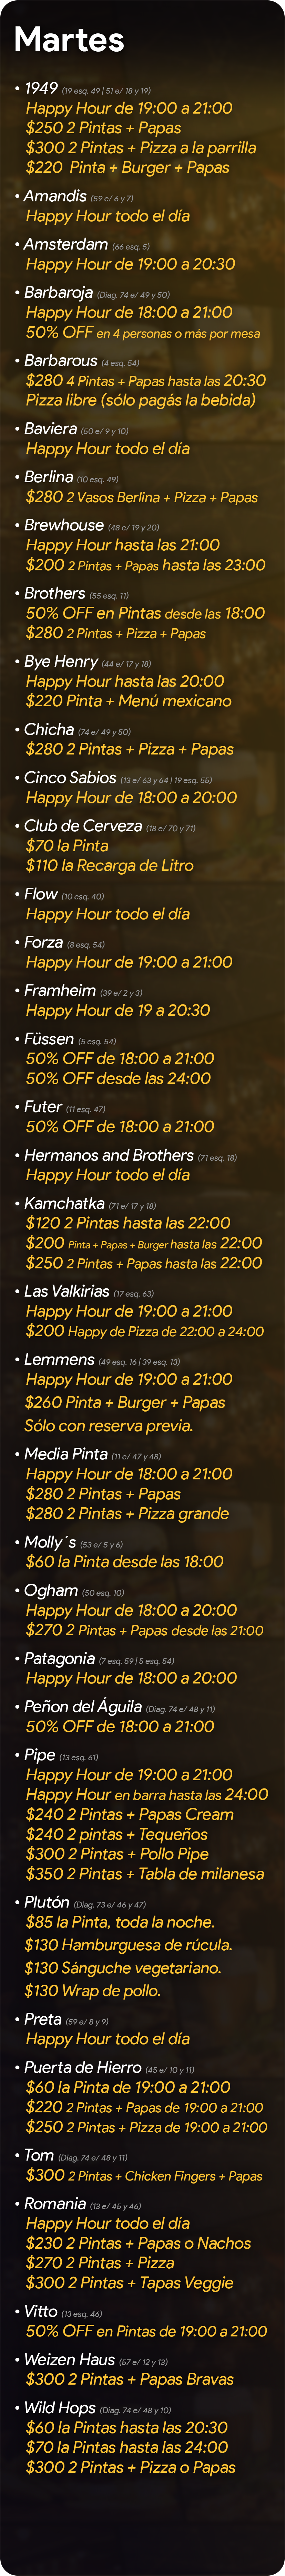 Martes
• 1949 (19 esq. 49 | 51 e/ 18 y 19)
Happy Hour de 19:00 a 21:00
$250 2 Pintas + Papas
$300 2 Pintas + Pizza a la parrilla
$220 Pinta + Burger + Papas
• Amandis (59 e/ 6 y 7)
Happy Hour todo el día
• Amsterdam (66 esq. 5)
Happy Hour de 19:00 a 20:30
• Barbaroja (Diag. 74 e/ 49 y 50)
Happy Hour de 18:00 a 21:00
50% OFF en 4 personas o más por mesa
• Barbarous (4 esq. 54)
$280 4 Pintas + Papas hasta las 20:30
Pizza libre (sólo pagás la bebida)
• Baviera (50 e/ 9 y 10)
Happy Hour todo el día
• Berlina (10 esq. 49)
$280 2 Vasos Berlina + Pizza + Papas
• Brewhouse (48 e/ 19 y 20)
Happy Hour hasta las 21:00
$200 2 Pintas + Papas hasta las 23:00
• Brothers (55 esq. 11)
50% OFF en Pintas desde las 18:00
$280 2 Pintas + Pizza + Papas
• Bye Henry (44 e/ 17 y 18)
Happy Hour hasta las 20:00
$220 Pinta + Menú mexicano
• Chicha (74 e/ 49 y 50)
$280 2 Pintas + Pizza + Papas
• Cinco Sabios (13 e/ 63 y 64 | 19 esq. 55)
Happy Hour de 18:00 a 20:00
• Club de Cerveza (18 e/ 70 y 71)
$70 la Pinta
$110 la Recarga de Litro
• Flow (10 esq. 40)
Happy Hour todo el día
• Forza (8 esq. 54)
Happy Hour de 19:00 a 21:00
• Framheim (39 e/ 2 y 3)
Happy Hour de 19 a 20:30
• Füssen (5 esq. 54)
50% OFF de 18:00 a 21:00
50% OFF desde las 24:00
• Futer (11 esq. 47)
50% OFF de 18:00 a 21:00
• Hermanos and Brothers (71 esq. 18)
Happy Hour todo el día
• Kamchatka (71 e/ 17 y 18)
$120 2 Pintas hasta las 22:00
$200 Pinta + Papas + Burger hasta las 22:00
$250 2 Pintas + Papas hasta las 22:00
• Las Valkirias (17 esq. 63)
Happy Hour de 19:00 a 21:00
$200 Happy de Pizza de 22:00 a 24:00
• Lemmens (49 esq. 16 | 39 esq. 13)
Happy Hour de 19:00 a 21:00
$260 Pinta + Burger + Papas
Sólo con reserva previa.
• Media Pinta (11 e/ 47 y 48)
Happy Hour de 18:00 a 21:00
$280 2 Pintas + Papas
$280 2 Pintas + Pizza grande
• Molly´s (53 e/ 5 y 6)
$60 la Pinta desde las 18:00
• Ogham (50 esq. 10)
Happy Hour de 18:00 a 20:00
$270 2 Pintas + Papas desde las 21:00
• Patagonia (7 esq. 59 | 5 esq. 54)
Happy Hour de 18:00 a 20:00
• Peñon del Águila (Diag. 74 e/ 48 y 11)
50% OFF de 18:00 a 21:00
• Pipe (13 esq. 61)
Happy Hour de 19:00 a 21:00
Happy Hour en barra hasta las 24:00
$240 2 Pintas + Papas Cream
$240 2 pintas + Tequeños
$300 2 Pintas + Pollo Pipe
$350 2 Pintas + Tabla de milanesa
• Plutón (Diag. 73 e/ 46 y 47)
$85 la Pinta, toda la noche.
$130 Hamburguesa de rúcula.
$130 Sánguche vegetariano.
$130 Wrap de pollo.
• Preta (59 e/ 8 y 9)
Happy Hour todo el día
• Puerta de Hierro (45 e/ 10 y 11)
$60 la Pinta de 19:00 a 21:00
$220 2 Pintas + Papas de 19:00 a 21:00
$250 2 Pintas + Pizza de 19:00 a 21:00
• Tom (Diag. 74 e/ 48 y 11)
$300 2 Pintas + Chicken Fingers + Papas
• Romania (13 e/ 45 y 46)
Happy Hour todo el día
$230 2 Pintas + Papas o Nachos
$270 2 Pintas + Pizza
$300 2 Pintas + Tapas Veggie
• Vitto (13 esq. 46)
50% OFF en Pintas de 19:00 a 21:00
• Weizen Haus (57 e/ 12 y 13)
$300 2 Pintas + Papas Bravas
• Wild Hops (Diag. 74 e/ 48 y 10)
$60 la Pintas hasta las 20:30
$70 la Pintas hasta las 24:00
$300 2 Pintas + Pizza o Papas